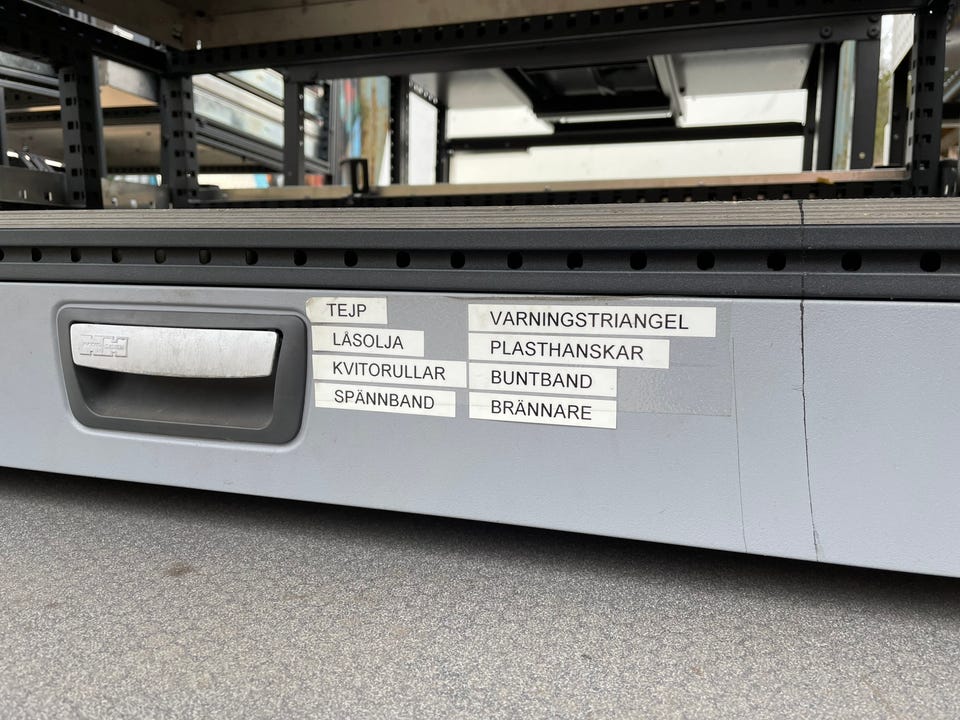 TEJP
LÅSOLJA
KVITORULLAR
SPÄNNBAND
VARNINGSTRIANGEL
PLASTHANSKAR
BUNTBAND
BRÄNNARE